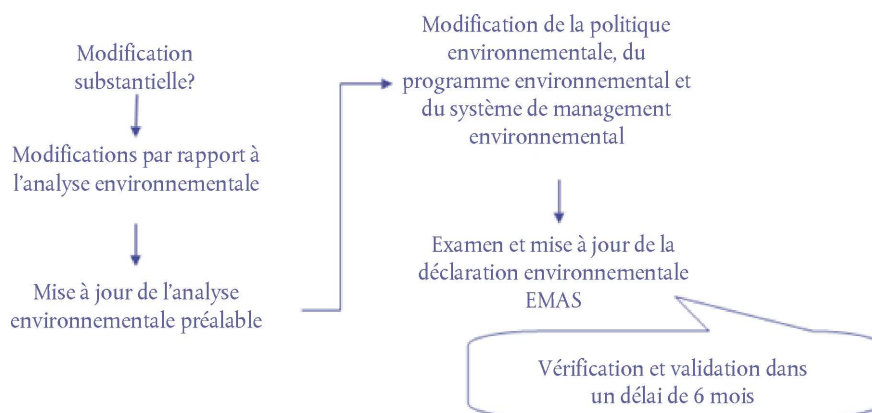 Modification
substantielle?
Modifications par rapport à
l'analyse environnementale
Mise à jour de l'analyse
environnementale préalable
Modification de la politique
environnementale, du
programme environnemental et
du système de management
environnemental
Examen et mise à jour de la
déclaration environnementale
EMAS
Vérification et validation dans
un délai de 6 mois